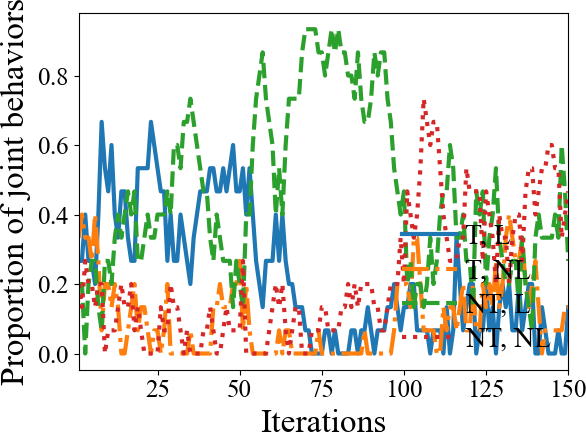 Proportion of joint behaviors
0.8
0.6
0.4
0.2
0.0
T, L
T, NL
NT, L
NT, NL
25
50
75
100
125
150
Iterations